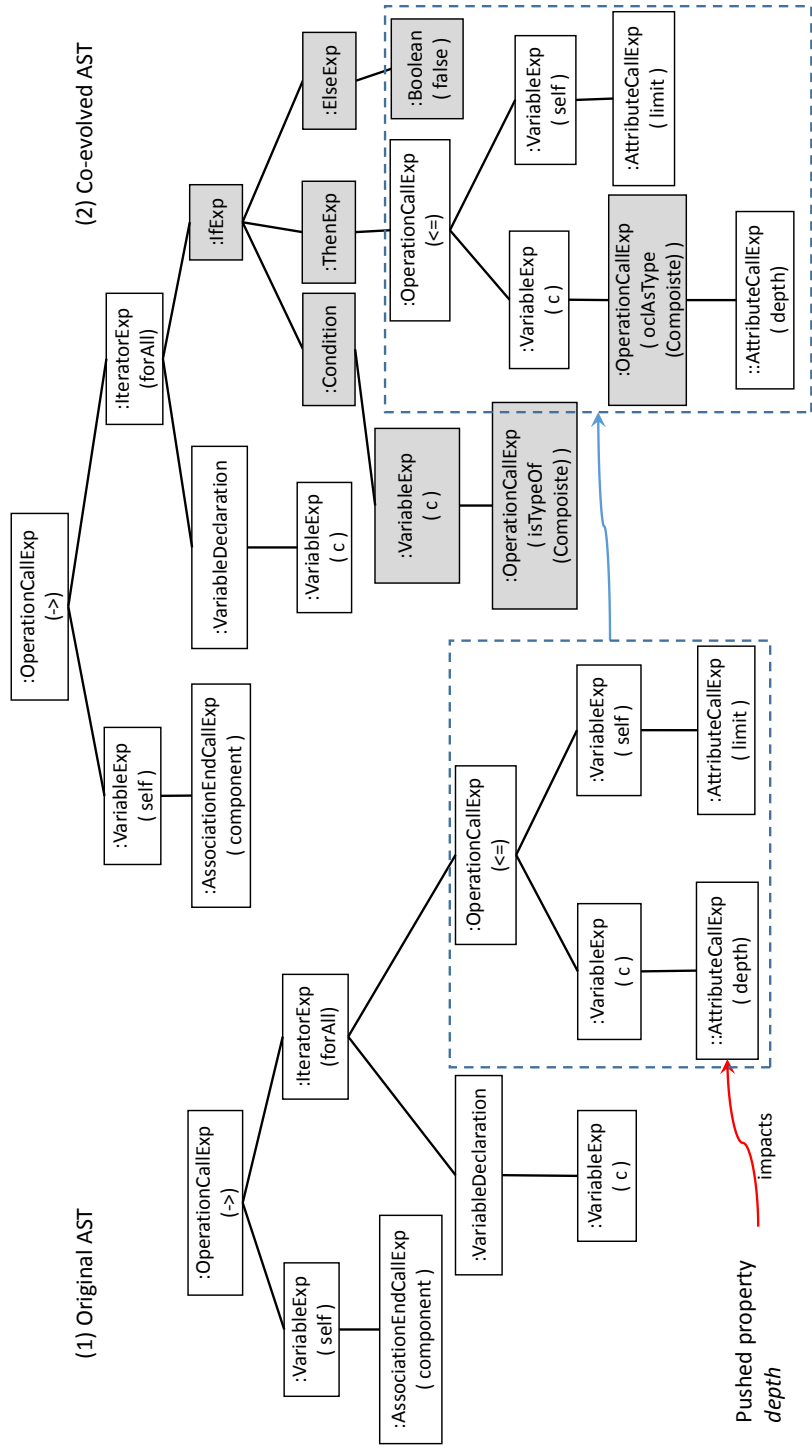 (1) Original AST
:OperationCallExp
(->)
:VariableExp
( self )
:AssociationEndCallExp
( component )
:IteratorExp
(forAll)
:VariableDeclaration
:VariableExp
( c )
:OperationCallExp
(<=)
:VariableExp
( c )
::AttributeCallExp
( depth)
:VariableExp
( self )
:AttributeCallExp
( limit )
Pushed property
depth
impacts
(2) Co-evolved AST
:OperationCallExp
(->)
:VariableExp
( self )
:AssociationEndCallExp
( component )
:IteratorExp
(forAll)
:VariableDeclaration
:VariableExp
( c )
:IfExp
:Condition
:ThenExp
:ElseExp
:VariableExp
( c )
:OperationCallExp
( isTypeOf
(Compoiste) )
:OperationCallExp
(<=)
:Boolean
( false )
:VariableExp
( c )
:OperationCallExp
( oclAsType
(Compoiste) )
::AttributeCallExp
( depth)
:VariableExp
( self )
:AttributeCallExp
( limit )